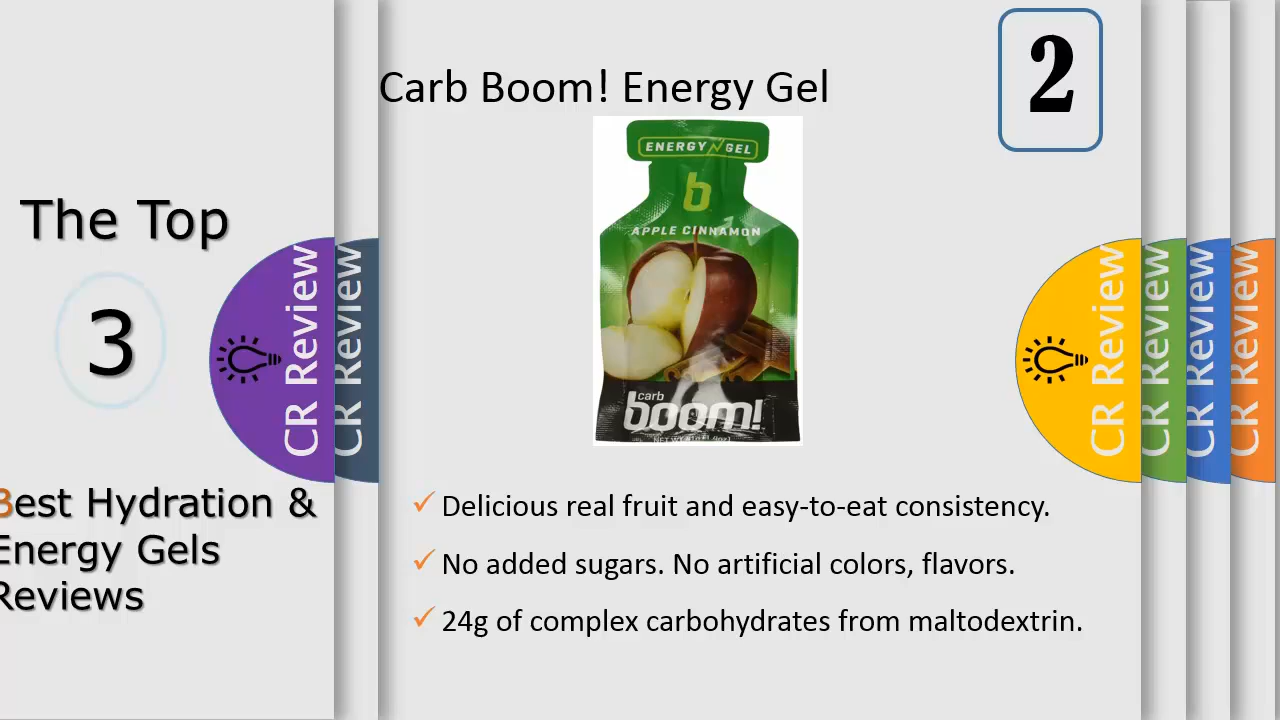 The Top
3
Best Hydration &
Energy Gels
Reviews
CR Review
CR Review
Carb Boom! Energy Gel
2
ENERGY GEL
b
APPLE CINNAMON
carb
boom!
Delicious real fruit and easy-to-eat consistency.
No added sugars. No artificial colors, flavors.
24g of complex carbohydrates from maltodextrin.
CR Review
CR Review
CR Review
CR Review